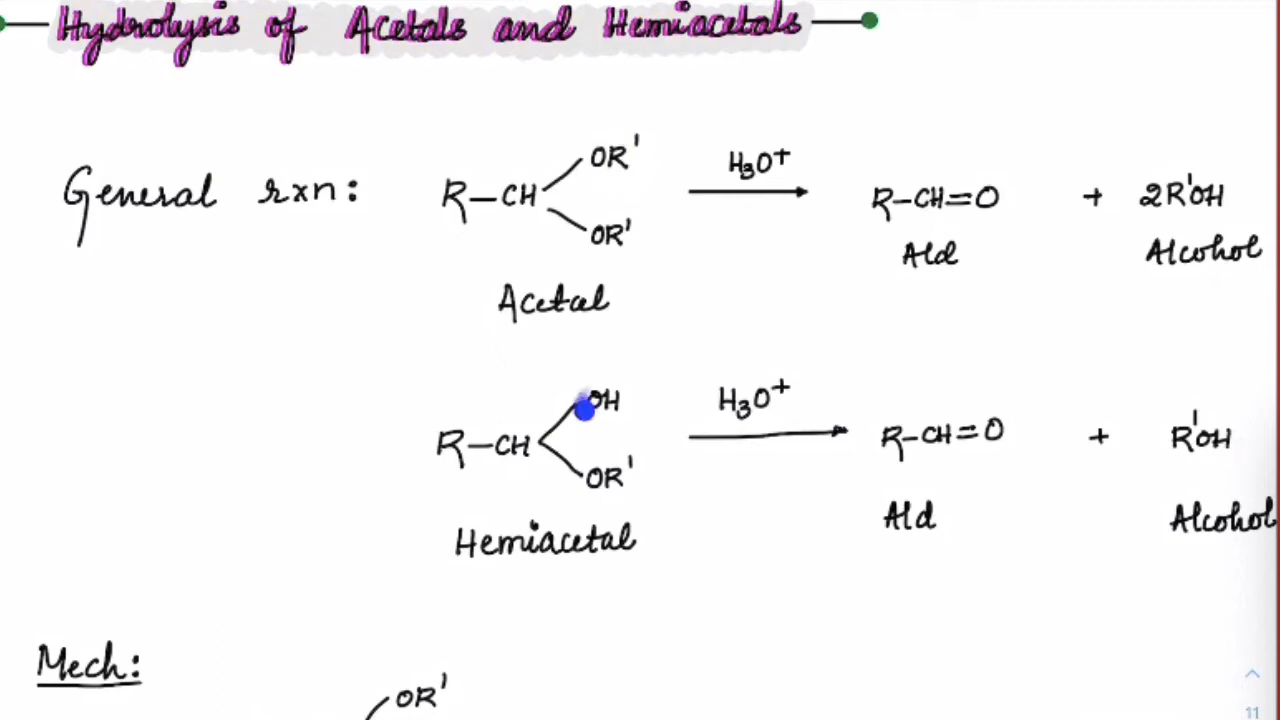 Hydrolysis of Acetals and Hemiacetals
OR'
General rxn: R-CH H₃O⁺ R-CH=O + 2R'OH
OR' Ald Alcohol
Acetal
OH
R-CH H₃O⁺ R-CH=O + R'OH
OR'
Hemiacetal Ald Alcohol
Mech:
OR'
11